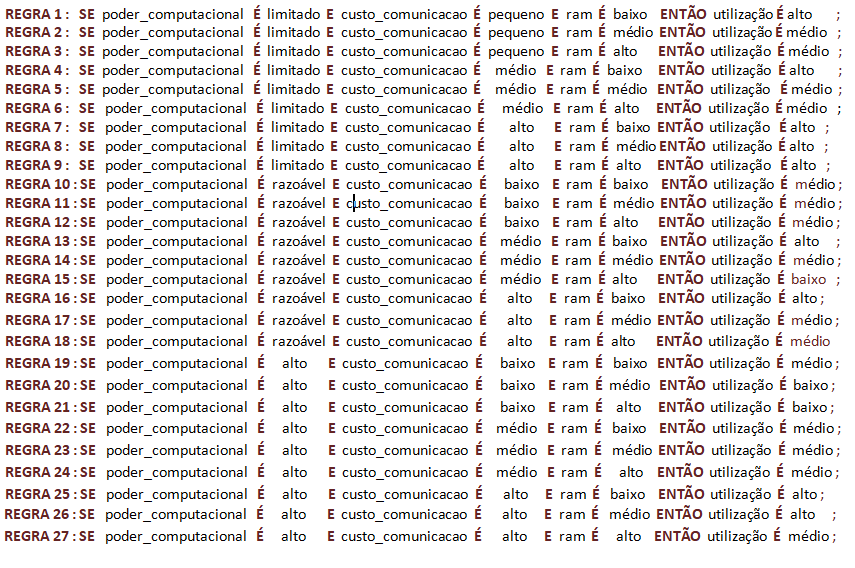 REGRA 1 : SE poder_computacional É limitado E custo_comunicacao É pequeno E ram É baixo ENTÃO utilização É alto ;
REGRA 2 : SE poder_computacional É limitado E custo_comunicacao É pequeno E ram É médio ENTÃO utilização É médio ;
REGRA 3 : SE poder_computacional É limitado E custo_comunicacao É pequeno E ram É alto ENTÃO utilização É médio ;
REGRA 4 : SE poder_computacional É limitado E custo_comunicacao É médio E ram É baixo ENTÃO utilização É alto ;
REGRA 5 : SE poder_computacional É limitado E custo_comunicacao É médio E ram É médio ENTÃO utilização É médio ;
REGRA 6 : SE poder_computacional É limitado E custo_comunicacao É médio E ram É alto ENTÃO utilização É médio ;
REGRA 7 : SE poder_computacional É limitado E custo_comunicacao É alto E ram É baixo ENTÃO utilização É alto ;
REGRA 8 : SE poder_computacional É limitado E custo_comunicacao É alto E ram É médio ENTÃO utilização É alto ;
REGRA 9 : SE poder_computacional É limitado E custo_comunicacao É alto E ram É alto ENTÃO utilização É alto ;
REGRA 10 : SE poder_computacional É razoável E custo_comunicacao É baixo E ram É baixo ENTÃO utilização É médio ;
REGRA 11 : SE poder_computacional É razoável E custo_comunicacao É baixo E ram É médio ENTÃO utilização É médio ;
REGRA 12 : SE poder_computacional É razoável E custo_comunicacao É baixo E ram É alto ENTÃO utilização É médio ;
REGRA 13 : SE poder_computacional É razoável E custo_comunicacao É médio E ram É baixo ENTÃO utilização É alto ;
REGRA 14 : SE poder_computacional É razoável E custo_comunicacao É médio E ram É médio ENTÃO utilização É médio ;
REGRA 15 : SE poder_computacional É razoável E custo_comunicacao É médio E ram É alto ENTÃO utilização É baixo ;
REGRA 16 : SE poder_computacional É razoável E custo_comunicacao É alto E ram É baixo ENTÃO utilização É alto ;
REGRA 17 : SE poder_computacional É razoável E custo_comunicacao É alto E ram É médio ENTÃO utilização É médio ;
REGRA 18 : SE poder_computacional É razoável E custo_comunicacao É alto E ram É alto ENTÃO utilização É médio
REGRA 19 : SE poder_computacional É alto E custo_comunicacao É baixo E ram É baixo ENTÃO utilização É médio ;
REGRA 20 : SE poder_computacional É alto E custo_comunicacao É baixo E ram É médio ENTÃO utilização É baixo ;
REGRA 21 : SE poder_computacional É alto E custo_comunicacao É baixo E ram É alto ENTÃO utilização É baixo ;
REGRA 22 : SE poder_computacional É alto E custo_comunicacao É médio E ram É baixo ENTÃO utilização É médio ;
REGRA 23 : SE poder_computacional É alto E custo_comunicacao É médio E ram É médio ENTÃO utilização É médio ;
REGRA 24 : SE poder_computacional É alto E custo_comunicacao É médio E ram É alto ENTÃO utilização É médio ;
REGRA 25 : SE poder_computacional É alto E custo_comunicacao É alto E ram É baixo ENTÃO utilização É alto ;
REGRA 26 : SE poder_computacional É alto E custo_comunicacao É alto E ram É médio ENTÃO utilização É alto ;
REGRA 27 : SE poder_computacional É alto E custo_comunicacao É alto E ram É alto ENTÃO utilização É médio ;